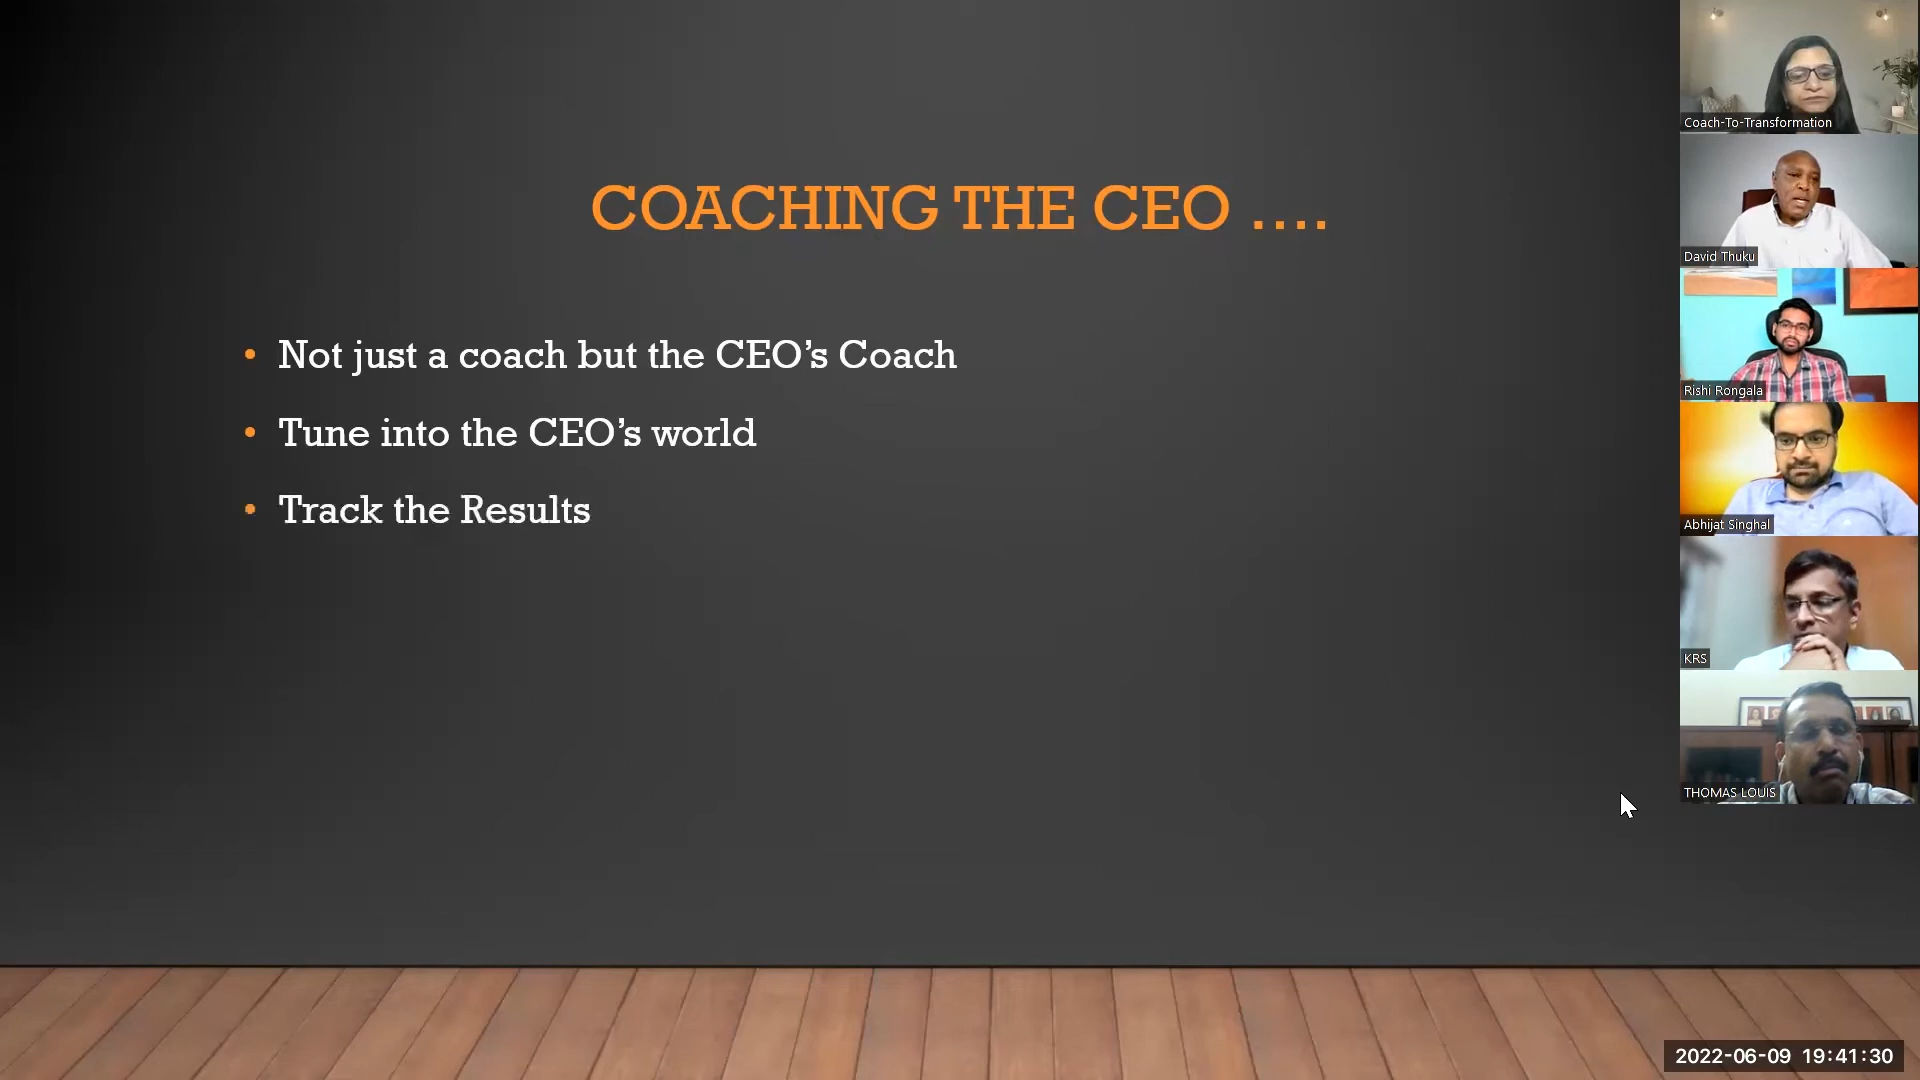 COACHING THE CEO ....
• Not just a coach but the CEO’s Coach
• Tune into the CEO’s world
• Track the Results
Coach-To-Transformation
David Thuku
Rishi Rongala
Abhijat Singhal
KRS
THOMAS LOUIS
2022-06-09 19:41:30